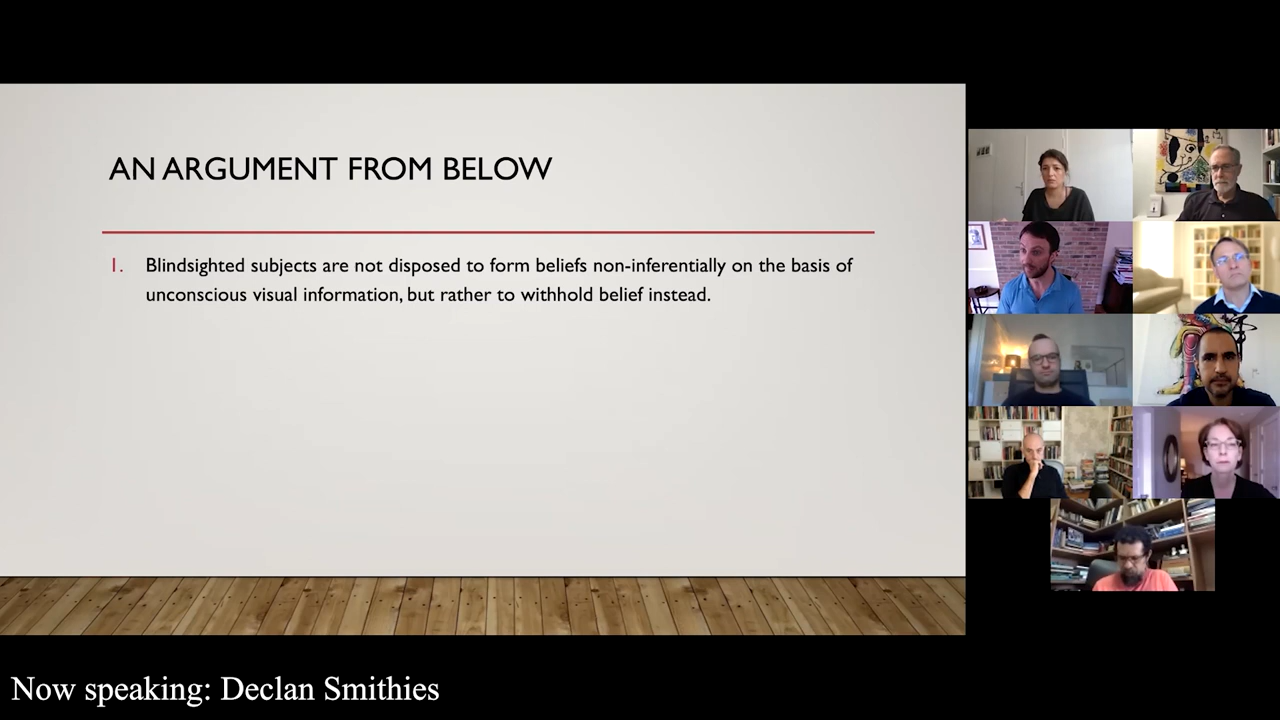 AN ARGUMENT FROM BELOW
1. Blindsighted subjects are not disposed to form beliefs non-inferentially on the basis of
unconscious visual information, but rather to withhold belief instead.
Now speaking: Declan Smithies